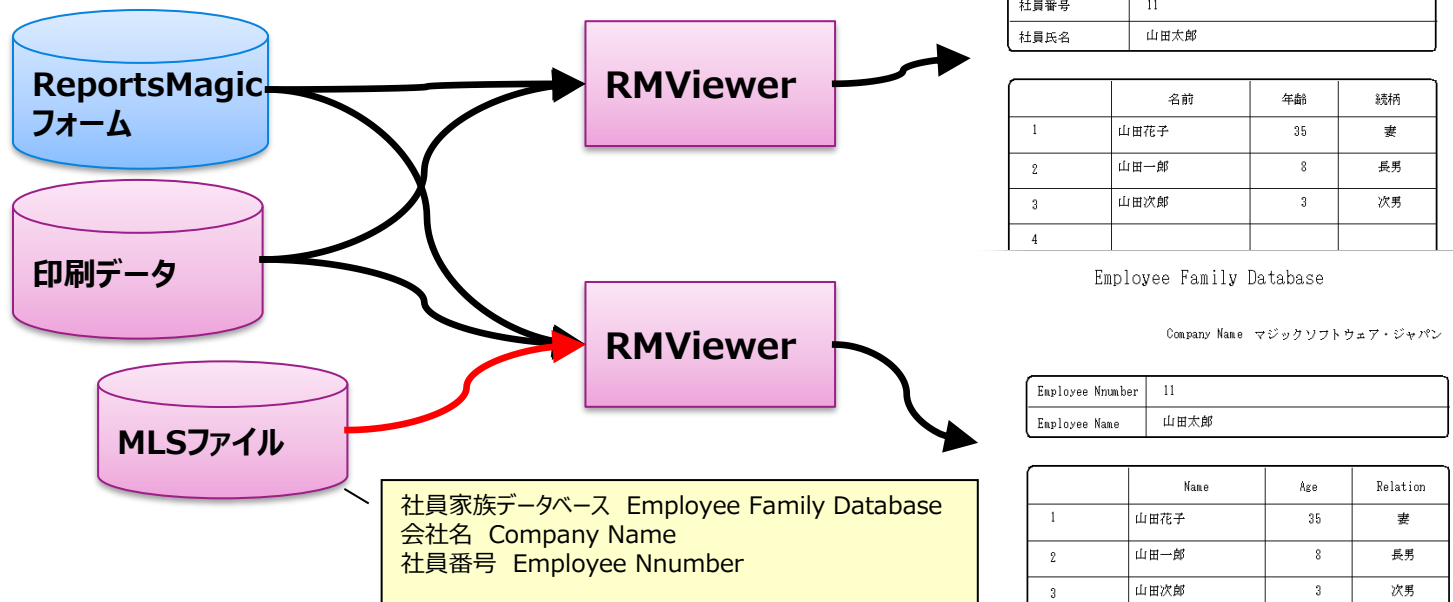 ReportsMagic
フォーム
印刷データ
MLSファイル
RMViewer
RMViewer
社員家族データベース Employee Family Database
会社名 Company Name
社員番号 Employee Nnumber
社員番号 11
社員氏名 山田太郎
名前 年齢 続柄
1 山田花子 35 妻
2 山田一郎 8 長男
3 山田次郎 3 次男
4
Employee Family Database
Company Name マジックソフトウェア・ジャパン
Employee Nnumber 11
Employee Name 山田太郎
Name Age Relation
1 山田花子 35 妻
2 山田一郎 8 長男
3 山田次郎 3 次男